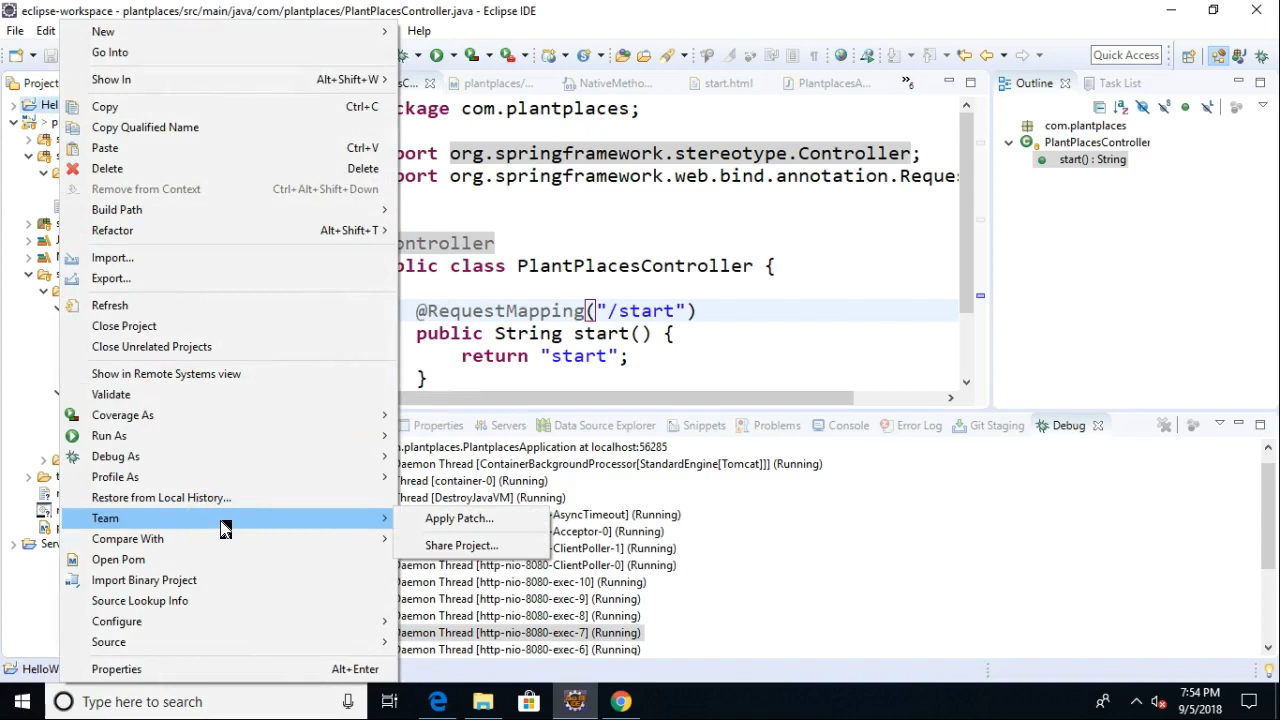 eclipse-workspace - plantplaces/src/main/java/com/plantplaces/PlantPlacesController.java - Eclipse IDE
File Edit Help
Quick Access
Project
Hel
p
s
s
J
M
s
t
Serv
HelloW
New
Go Into
Show In Alt+Shift+W
Copy Ctrl+C
Copy Qualified Name
Paste Ctrl+V
Delete Delete
Remove from Context Ctrl+Alt+Shift+Down
Build Path
Refactor Alt+Shift+T
Import...
Export...
Refresh
Close Project
Close Unrelated Projects
Show in Remote Systems view
Validate
Coverage As
Run As
Debug As
Profile As
Restore from Local History...
Team
Compare With
Open Pom
Import Binary Project
Source Lookup Info
Configure
Source
Properties Alt+Enter
Apply Patch...
Share Project...
C... plantplaces/... NativeMetho... start.html PlantplacesA... »6
ckage com.plantplaces;
port org.springframework.stereotype.Controller;
port org.springframework.web.bind.annotation.Reque
ontroller
blic class PlantPlacesController {
@RequestMapping("/start")
public String start() {
return "start";
}
Outline Task List
com.plantplaces
PlantPlacesController
start() : String
Properties Servers Data Source Explorer Snippets Problems Console Error Log Git Staging Debug
.plantplaces.PlantplacesApplication at localhost:56285
Daemon Thread [ContainerBackgroundProcessor[StandardEngine[Tomcat]]] (Running)
Thread [container-0] (Running)
Thread [DestroyJavaVM] (Running)
-AsyncTimeout] (Running)
-Acceptor-0] (Running)
-ClientPoller-1] (Running)
Daemon Thread [http-nio-8080-ClientPoller-0] (Running)
Daemon Thread [http-nio-8080-exec-10] (Running)
Daemon Thread [http-nio-8080-exec-9] (Running)
Daemon Thread [http-nio-8080-exec-8] (Running)
Daemon Thread [http-nio-8080-exec-7] (Running)
Daemon Thread [http-nio-8080-exec-6] (Running)
Type here to search
7:54 PM
9/5/2018